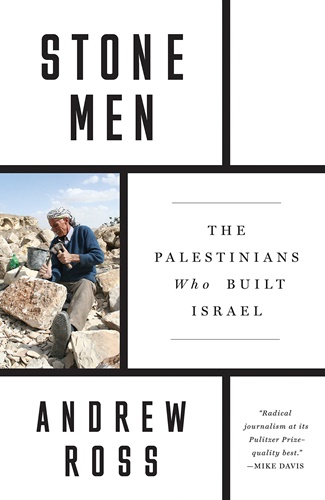 STONE
MEN
THE
PALESTINIANS
Who BUILT
ISRAEL
ANDREW
ROSS
"Radical
journalism at its
Pulitzer Prize-
quality best."
—MIKE DAVIS